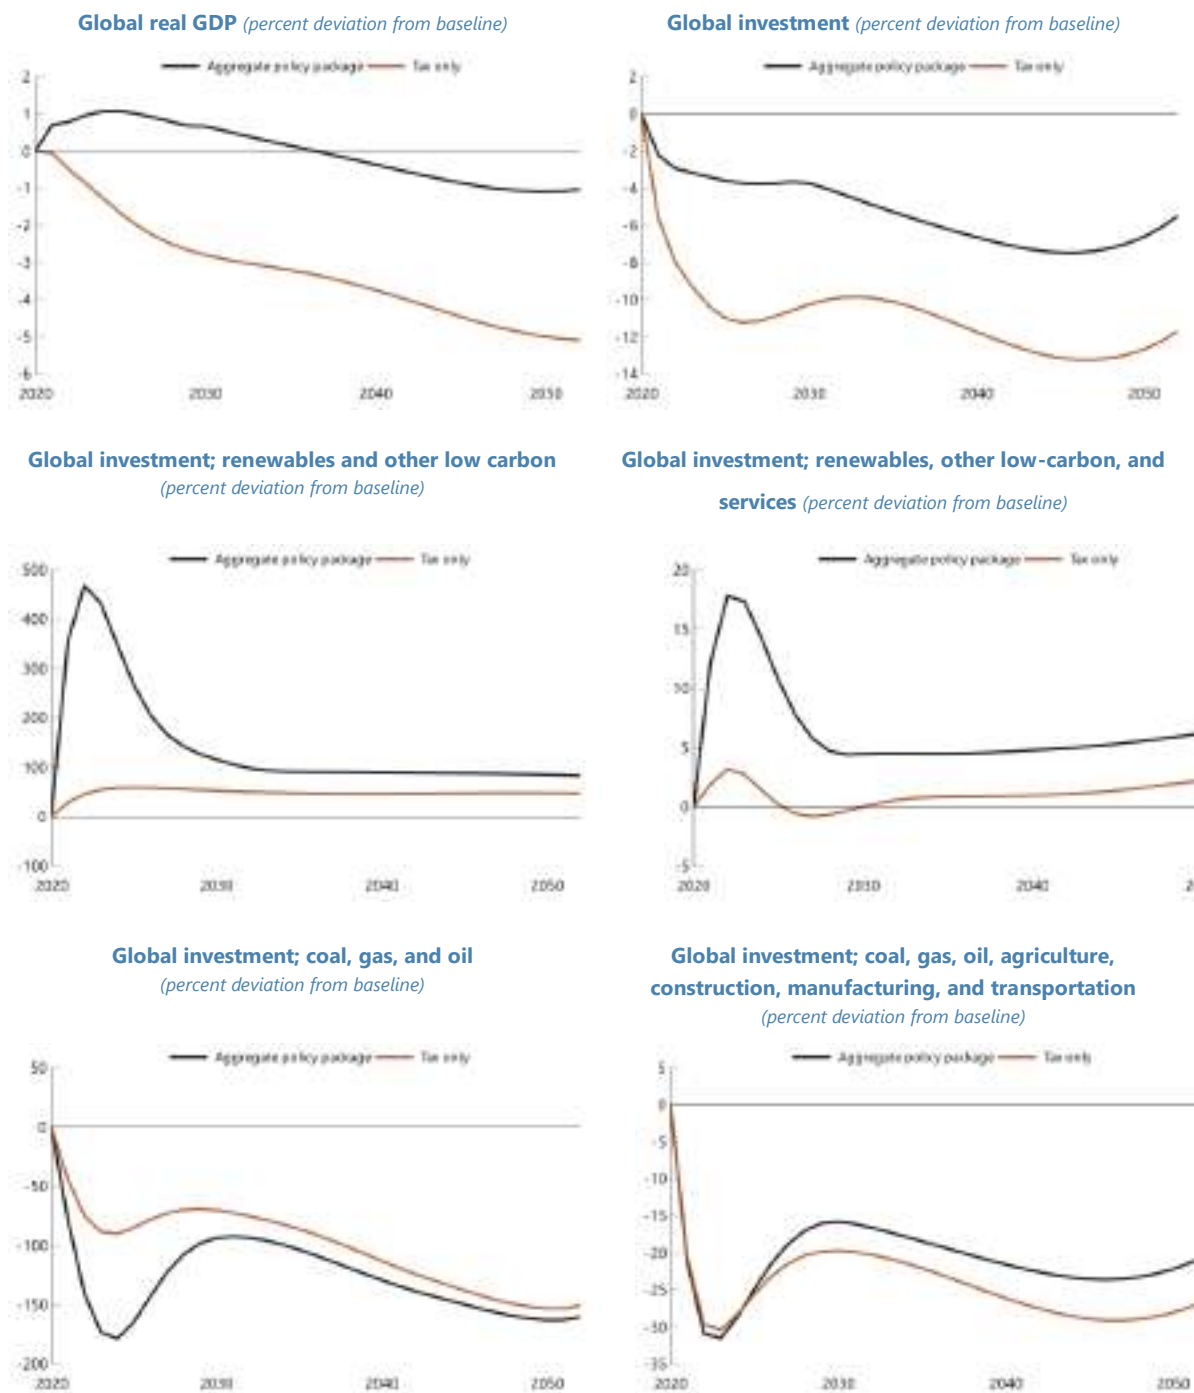 Global real GDP (percent deviation from baseline)
Aggregate policy package Tax only
2
1
0
-1
-2
-3
-4
-5
-6
2020 2030 2040 2050
Global investment (percent deviation from baseline)
Aggregate policy package Tax only
2
0
-2
-4
-6
-8
-10
-12
-14
2020 2030 2040 2050
Global investment; renewables and other low carbon
(percent deviation from baseline)
Aggregate policy package Tax only
500
400
300
200
100
0
-100
2020 2030 2040 2050
Global investment; renewables, other low-carbon, and
services (percent deviation from baseline)
Aggregate policy package Tax only
20
15
10
5
0
-5
2020 2030 2040 2
Global investment; coal, gas, and oil
(percent deviation from baseline)
Aggregate policy package Tax only
50
0
-50
-100
-150
-200
2020 2030 2040 2050
Global investment; coal, gas, oil, agriculture,
construction, manufacturing, and transportation
(percent deviation from baseline)
Aggregate policy package Tax only
5
0
-5
-10
-15
-20
-25
-30
-35
2020 2030 2040 2050